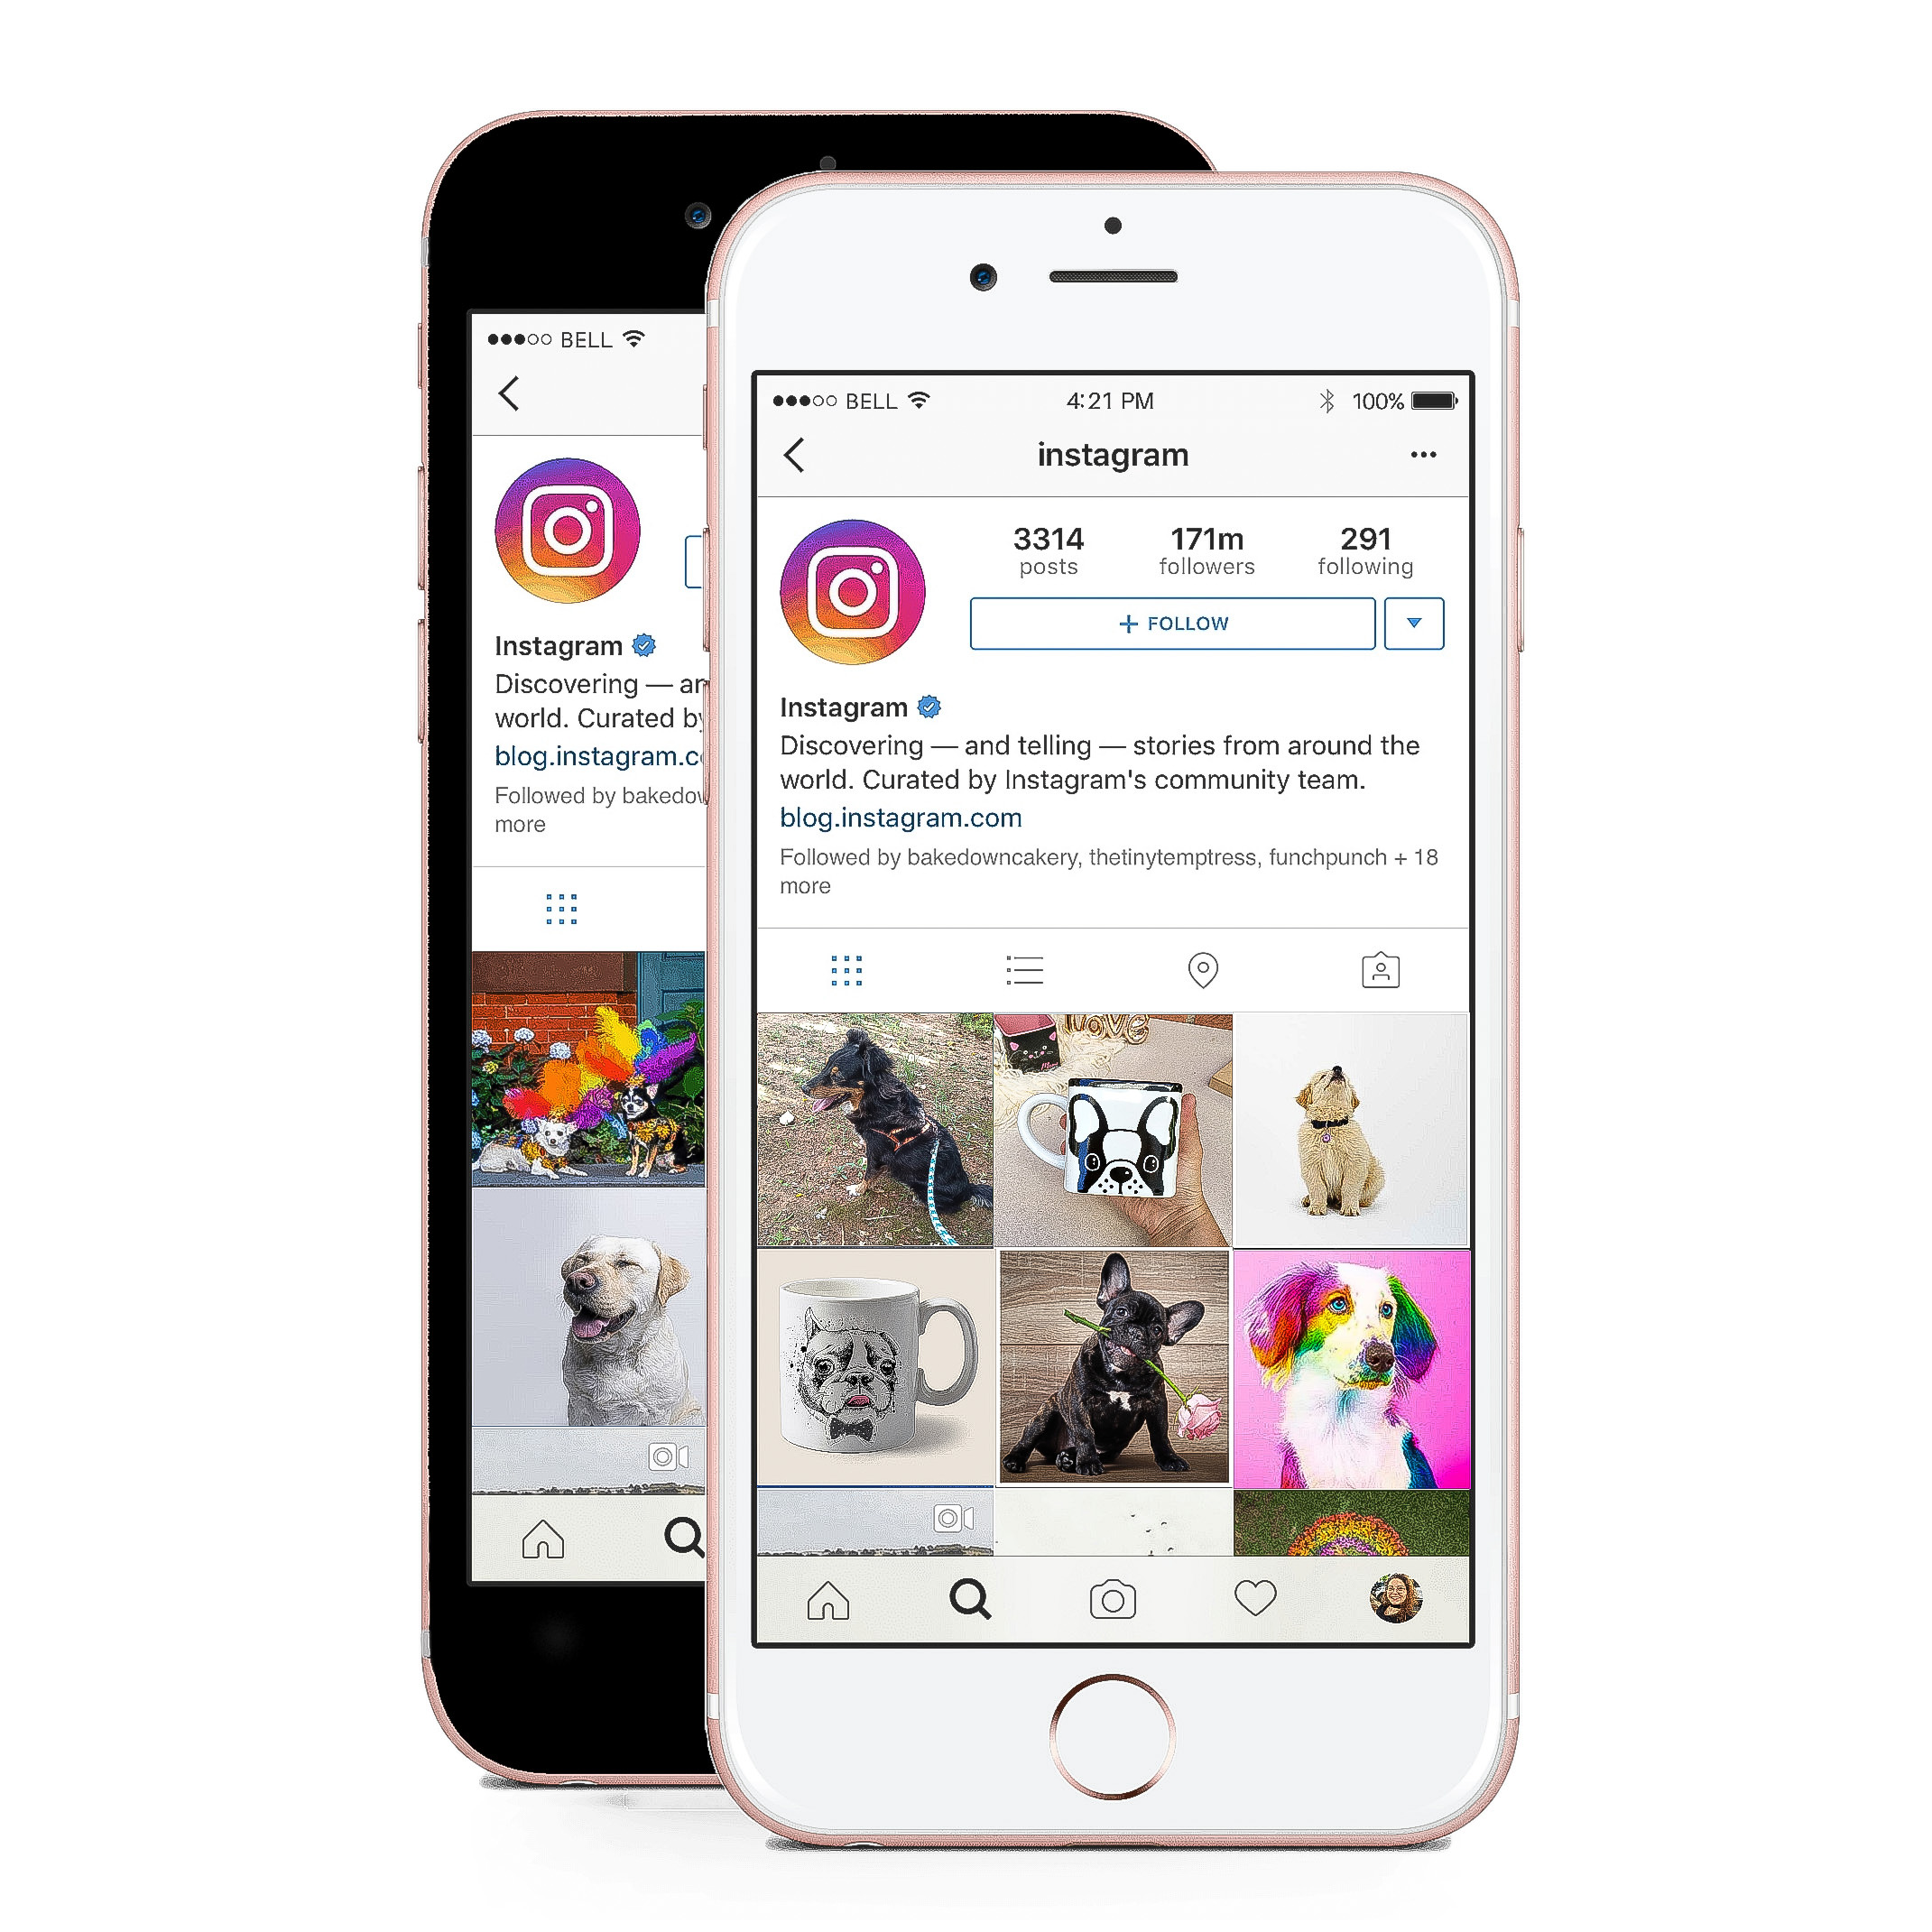 BELL
Instagram
Discovering — an
world. Curated by
blog.instagram.co
Followed by bakedow
more
BELL 4:21 PM 100%
instagram
3314 171m 291
posts followers following
+ FOLLOW
Instagram
Discovering — and telling — stories from around the
world. Curated by Instagram's community team.
blog.instagram.com
Followed by bakedowncakery, thetinytemptress, funchpunch + 18
more
love